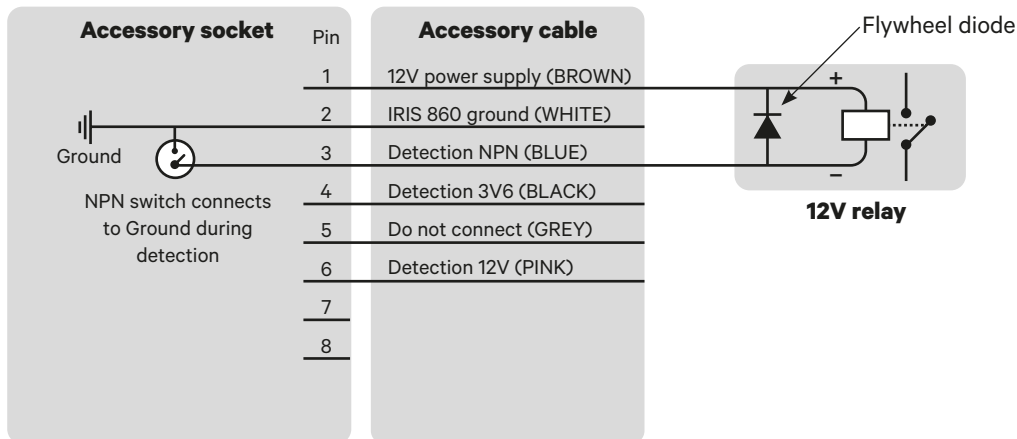 Accessory socket
Pin
Accessory cable
Flywheel diode
1
12V power supply (BROWN)
+
2
IRIS 860 ground (WHITE)
Ground
3
Detection NPN (BLUE)
–
NPN switch connects
to Ground during
detection
4
Detection 3V6 (BLACK)
12V relay
5
Do not connect (GREY)
6
Detection 12V (PINK)
7
8